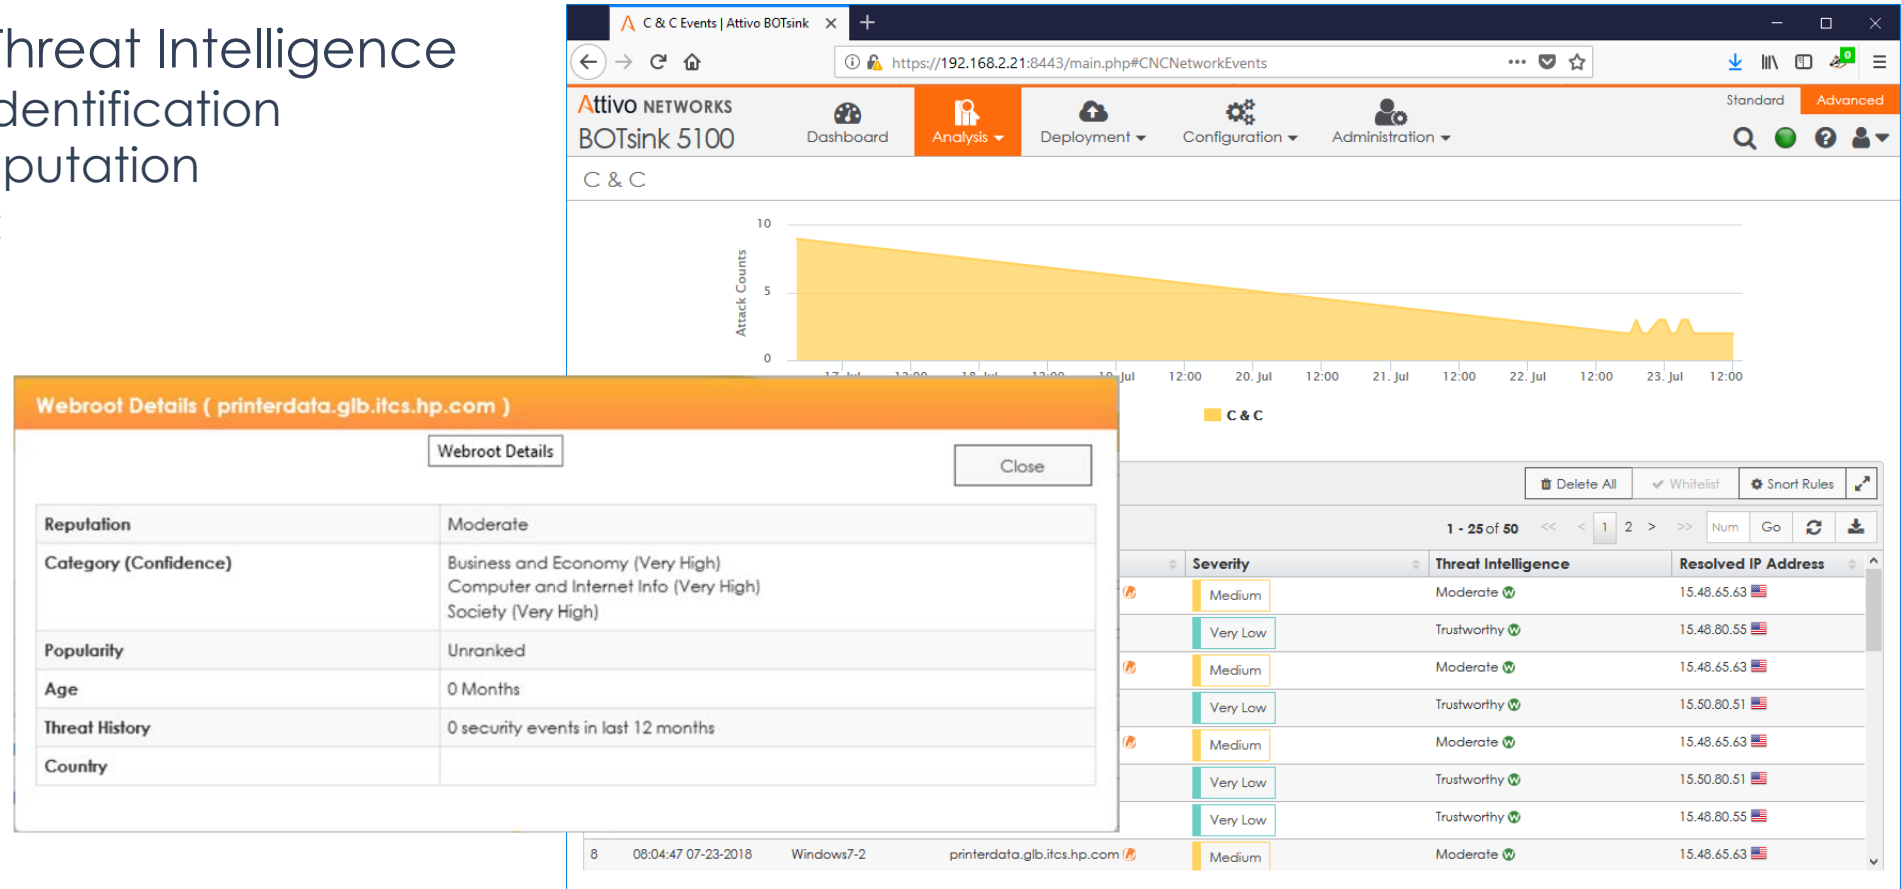 hreat Intelligence
dentification
putation
C & C Events | Attivo BOTsink
https://192.168.2.21:8443/main.php#CNCNetworkEvents
0
Attivo NETWORKS
BOTsink 5100
Dashboard
Analysis
Deployment
Configuration
Administration
Standard
Advanced
C & C
10
5
0
Attack Counts
12:00
20. Jul
12:00
21. Jul
12:00
22. Jul
12:00
23. Jul
12:00
C & C
Webroot Details ( printerdata.glb.itcs.hp.com )
Webroot Details
Close
Reputation Moderate
Category (Confidence) Business and Economy (Very High)
Computer and Internet Info (Very High)
Society (Very High)
Popularity Unranked
Age 0 Months
Threat History 0 security events in last 12 months
Country
Delete All Whitelist Snort Rules
1 - 25 of 50 << < 1 2 > >> Num Go
Severity Threat Intelligence Resolved IP Address
Medium Moderate 15.48.65.63
Very Low Trustworthy 15.48.80.55
Medium Moderate 15.48.65.63
Very Low Trustworthy 15.50.80.51
Medium Moderate 15.48.65.63
Very Low Trustworthy 15.50.80.51
Very Low Trustworthy 15.48.80.55
8 08:04:47 07-23-2018 Windows7-2 printerdata.glb.itcs.hp.com Medium Moderate 15.48.65.63